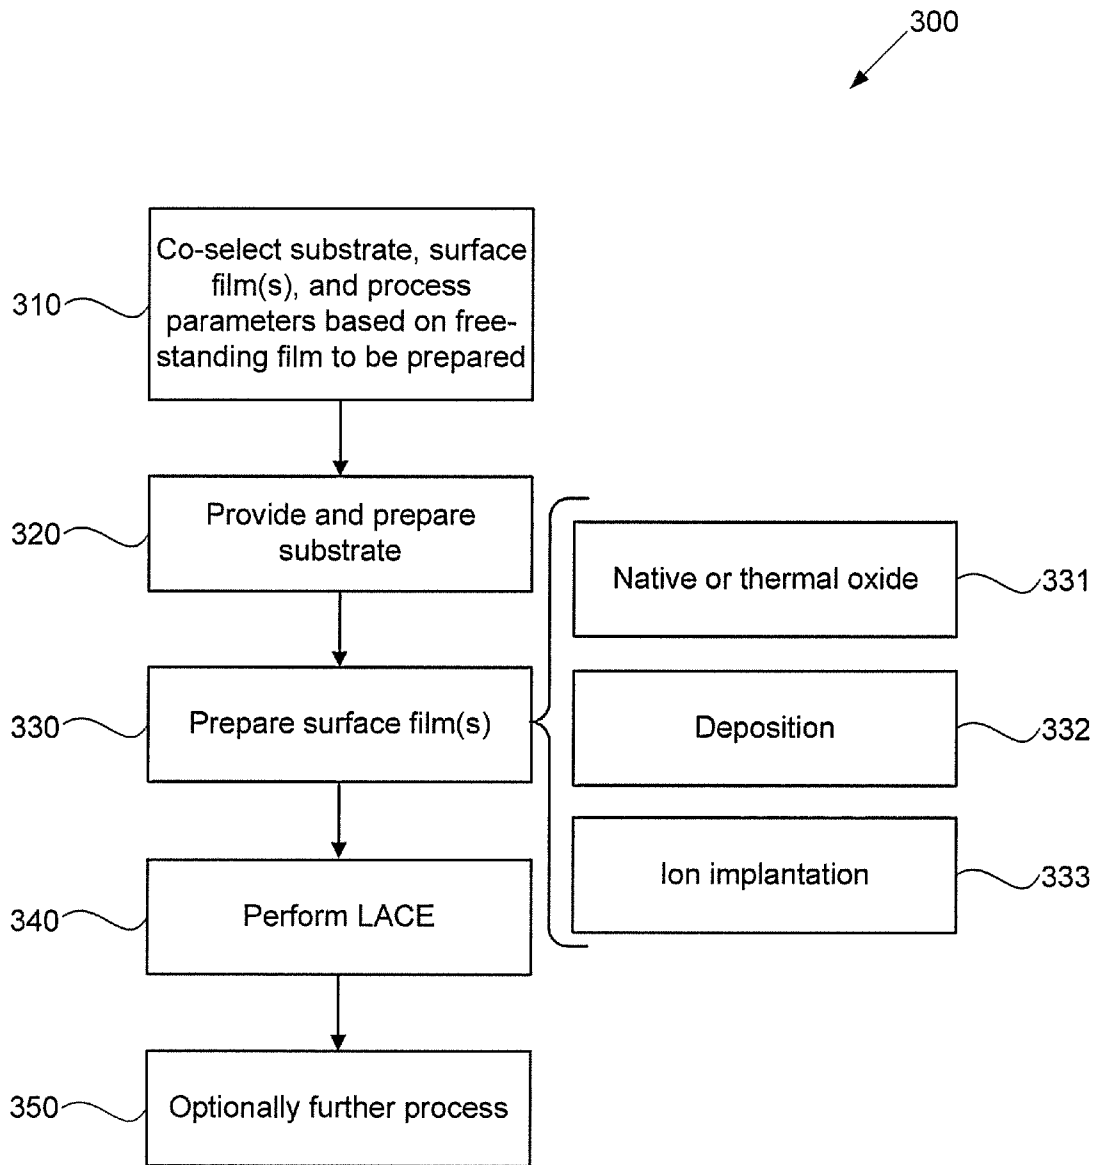 300
310
Co-select substrate, surface
film(s), and process
parameters based on free-
standing film to be prepared
320
Provide and prepare
substrate
330
Prepare surface film(s)
Native or thermal oxide
331
Deposition
332
Ion implantation
333
340
Perform LACE
350
Optionally further process